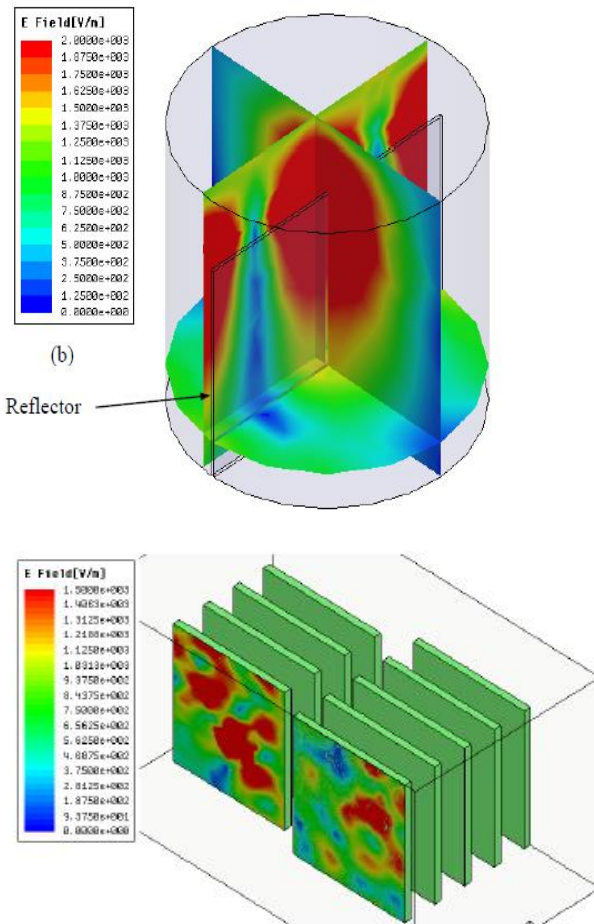 E Field[V/m]
2.0000e+003
1.8750e+003
1.7500e+003
1.6250e+003
1.5000e+003
1.3750e+003
1.2500e+003
1.1250e+003
1.0000e+003
8.7500e+002
7.5000e+002
6.2500e+002
5.0000e+002
3.7500e+002
2.5000e+002
1.2500e+002
0.0000e+000
(b)
Reflector
E Field[V/m]
1.5000e+003
1.4063e+003
1.3125e+003
1.2188e+003
1.1250e+003
1.0313e+003
9.3750e+002
8.4375e+002
7.5000e+002
6.5625e+002
5.6250e+002
4.6875e+002
3.7500e+002
2.8125e+002
1.8750e+002
9.3750e+001
0.0000e+000